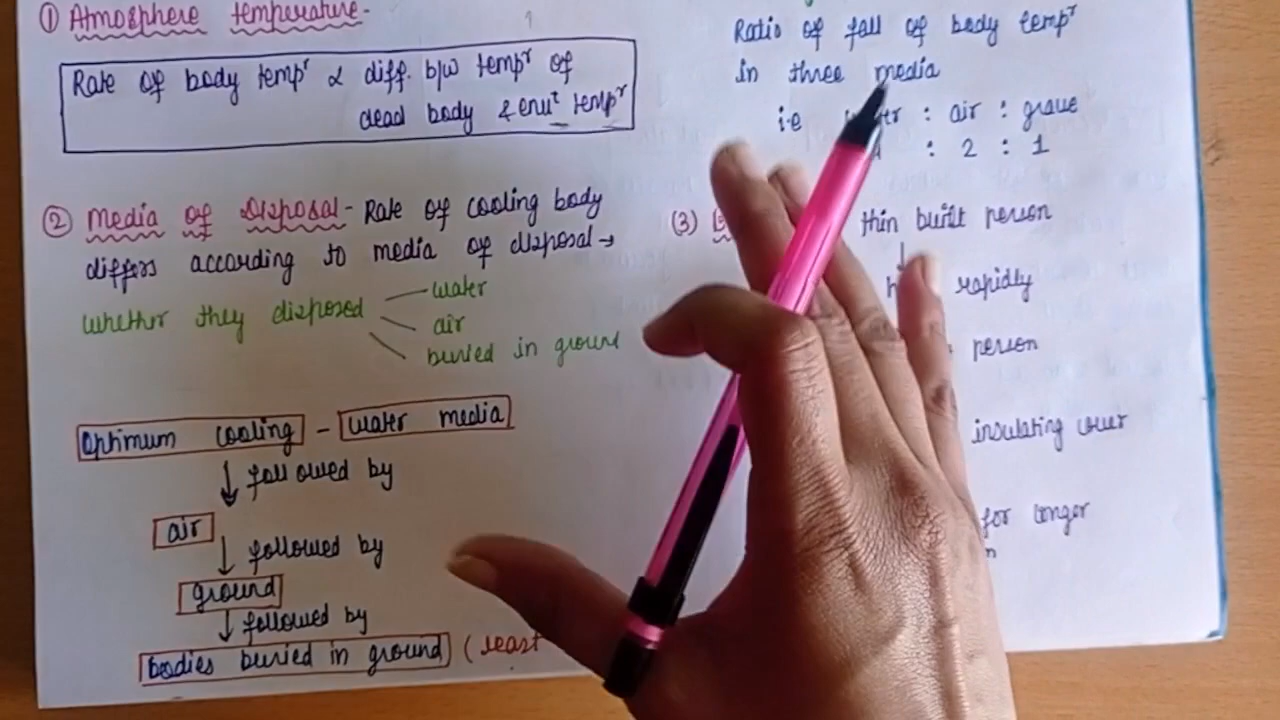 ① Atmosphere temperature-
Rate of body tempʳ α diff. b/w tempʳ of
dead body & envᵗ tempʳ
② Media of Disposal- Rate of cooling body
differs according to media of disposal→
whether they disposed
water
air
buried in ground
Optimum cooling - water media
↓ followed by
air
↓ followed by
ground
↓ followed by
bodies buried in ground (least
Ratio of fall of body tempʳ
in three media
i.e : air : grave
: 2 : 1
(3) thin built person
↓
rapidly
person
insulating cover
for longer